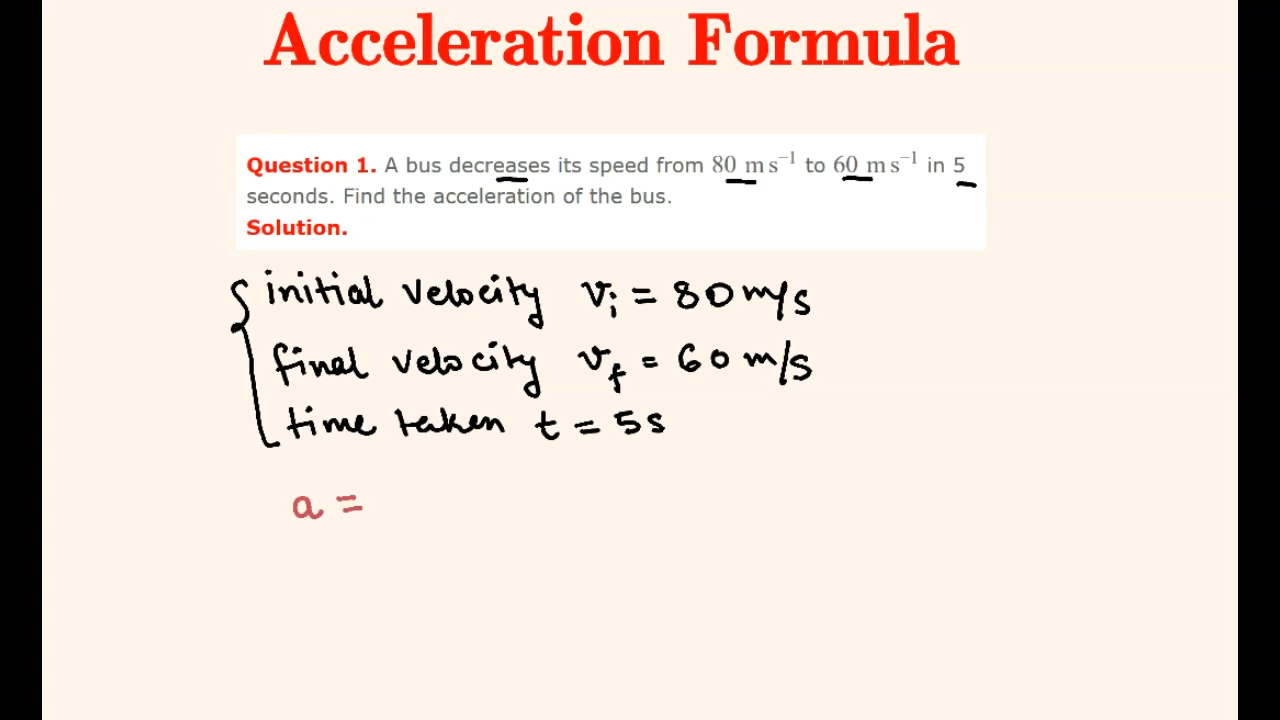 Acceleration Formula
Question 1. A bus decreases its speed from 80 m s⁻¹ to 60 m s⁻¹ in 5
seconds. Find the acceleration of the bus.
Solution.
initial velocity vᵢ = 80 m/s
final velocity v_f = 60 m/s
time taken t = 5s
a =